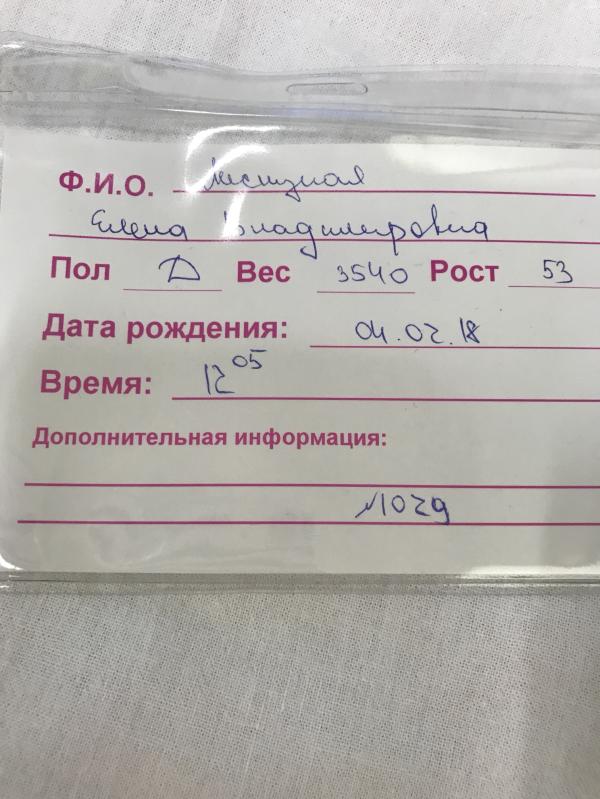 Ф.И.О.
Елена Владимировна
Пол Д Вес 3540 Рост 53
Дата рождения: 04.02.18
Время: 12 05
Дополнительная информация:
№1029